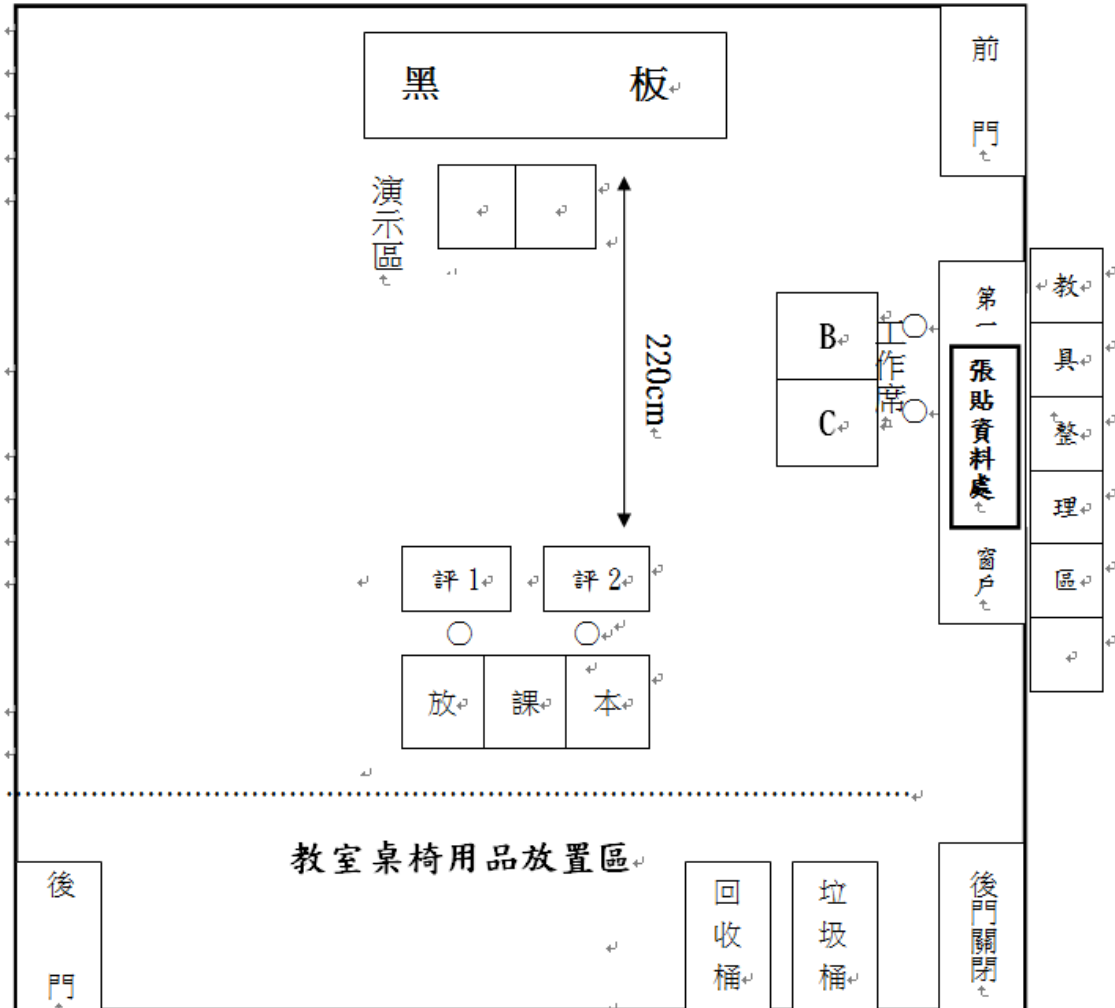 黑 板
前門
演示區
220cm
B
C
工作席
第一
張貼資料處
窗戶
教具整理區
評1
評2
放課本
教室桌椅用品放置區
後門
回收桶
垃圾桶
後門關閉